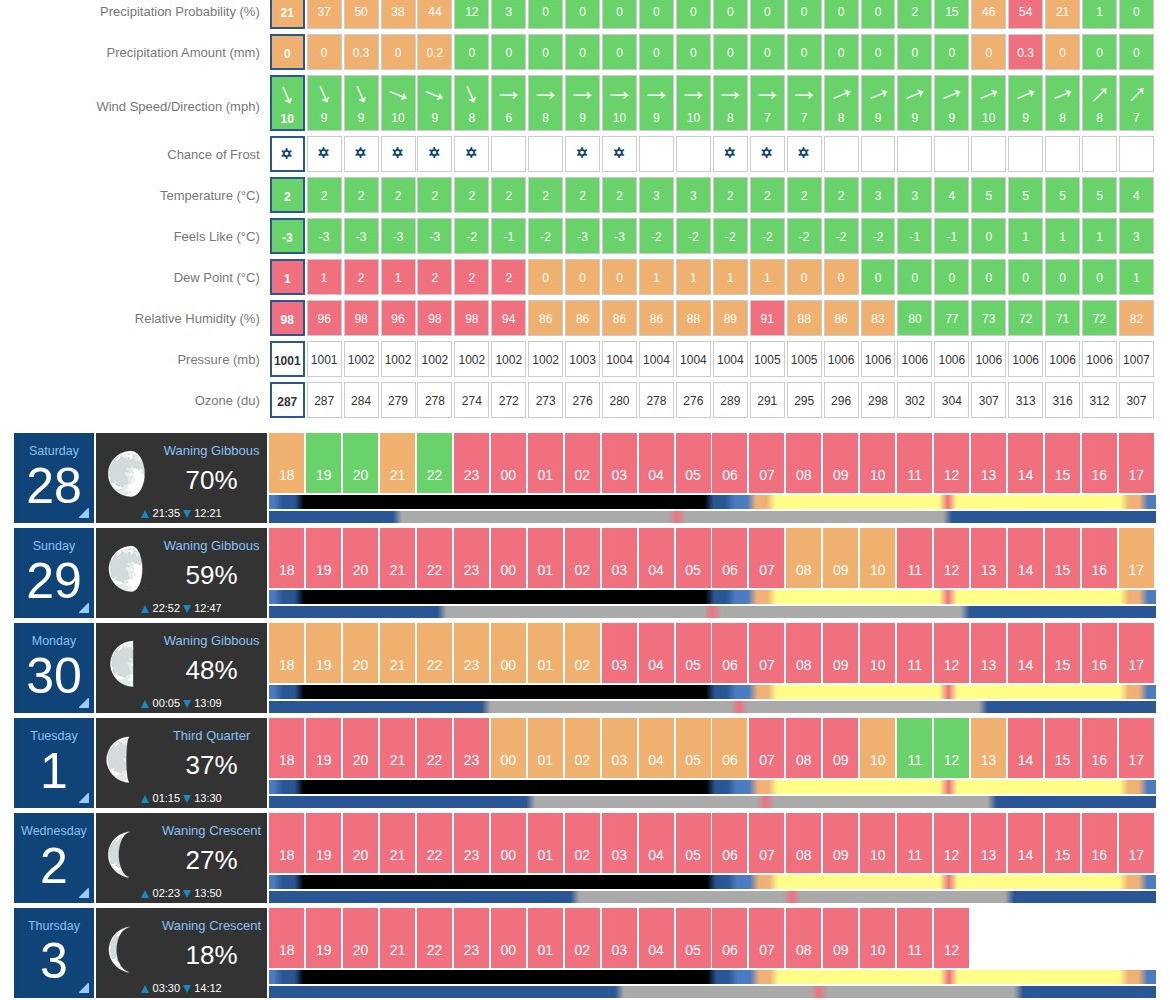 Precipitation Probability (%) 21 37 50 38 44 12 3 0 0 0 0 0 0 0 0 0 0 2 15 46 54 21 1 0
Precipitation Amount (mm) 0 0 0.3 0 0.2 0 0 0 0 0 0 0 0 0 0 0 0 0 0 0 0.3 0 0 0
Wind Speed/Direction (mph) 10 9 9 10 9 8 6 8 9 10 9 10 8 7 7 8 9 9 9 10 9 8 8 7
Chance of Frost
Temperature (°C) 2 2 2 2 2 2 2 2 2 2 3 3 2 2 2 2 3 3 4 5 5 5 5 4
Feels Like (°C) -3 -3 -3 -3 -3 -2 -1 -2 -3 -3 -2 -2 -2 -2 -2 -2 -2 -1 -1 0 1 1 1 3
Dew Point (°C) 1 1 2 1 2 2 2 0 0 0 1 1 1 1 0 0 0 0 0 0 0 0 0 1
Relative Humidity (%) 98 96 98 96 98 98 94 86 86 86 86 88 89 91 88 86 83 80 77 73 72 71 72 82
Pressure (mb) 1001 1001 1002 1002 1002 1002 1002 1002 1003 1004 1004 1004 1004 1005 1005 1006 1006 1006 1006 1006 1006 1006 1006 1007
Ozone (du) 287 287 284 279 278 274 272 273 276 280 278 276 289 291 295 296 298 302 304 307 313 316 312 307
Saturday Waning Gibbous
28 70% 18 19 20 21 22 23 00 01 02 03 04 05 06 07 08 09 10 11 12 13 14 15 16 17
21:35 12:21
Sunday Waning Gibbous
29 59% 18 19 20 21 22 23 00 01 02 03 04 05 06 07 08 09 10 11 12 13 14 15 16 17
22:52 12:47
Monday Waning Gibbous
30 48% 18 19 20 21 22 23 00 01 02 03 04 05 06 07 08 09 10 11 12 13 14 15 16 17
00:05 13:09
Tuesday Third Quarter
1 37% 18 19 20 21 22 23 00 01 02 03 04 05 06 07 08 09 10 11 12 13 14 15 16 17
01:15 13:30
Wednesday Waning Crescent
2 27% 18 19 20 21 22 23 00 01 02 03 04 05 06 07 08 09 10 11 12 13 14 15 16 17
02:23 13:50
Thursday Waning Crescent
3 18% 18 19 20 21 22 23 00 01 02 03 04 05 06 07 08 09 10 11 12
03:30 14:12